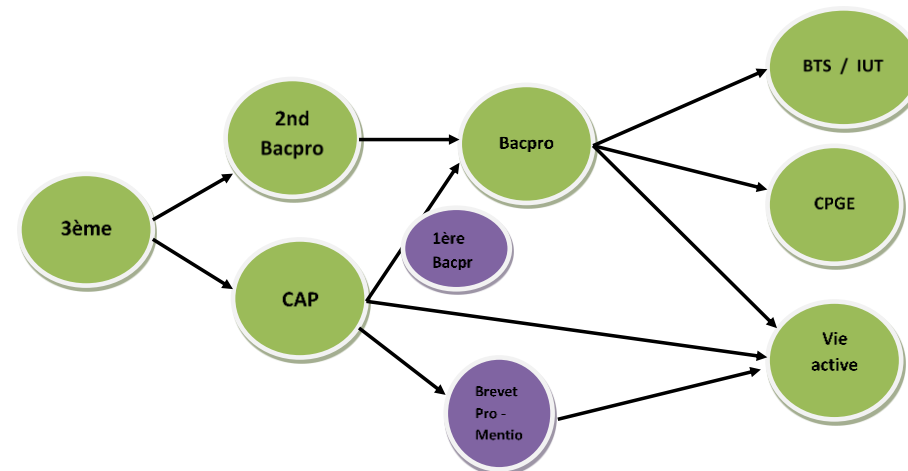 3ème
2nd
Bacpro
CAP
1ère
Bacpr
Bacpro
Brevet
Pro -
Mentio
BTS / IUT
CPGE
Vie
active